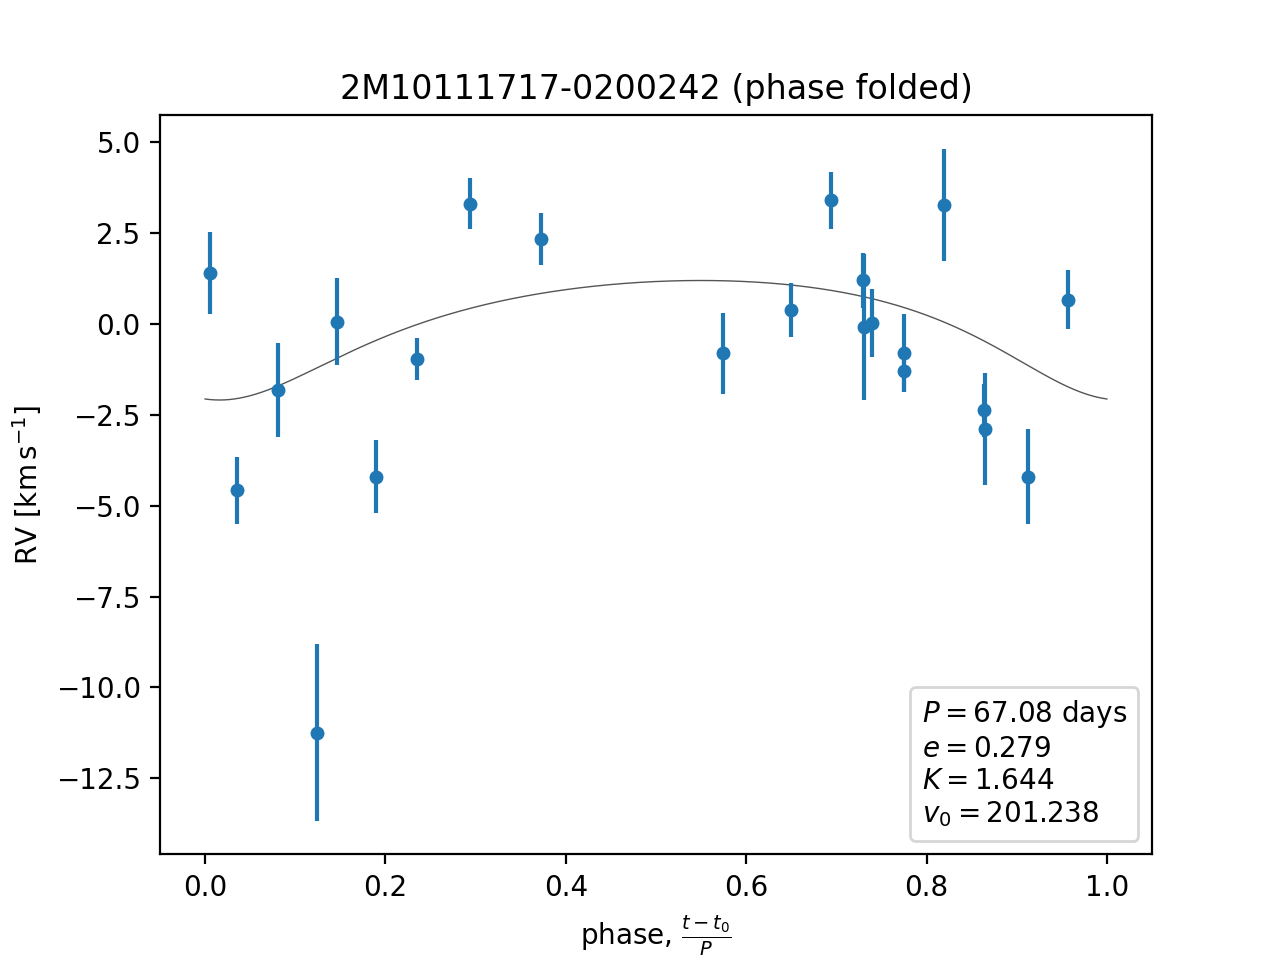 2M10111717-0200242 (phase folded)
RV [km s⁻¹]
5.0
2.5
0.0
−2.5
−5.0
−7.5
−10.0
−12.5
P = 67.08 days
e = 0.279
K = 1.644
v₀ = 201.238
0.0 0.2 0.4 0.6 0.8 1.0
phase, (t − t₀)/P